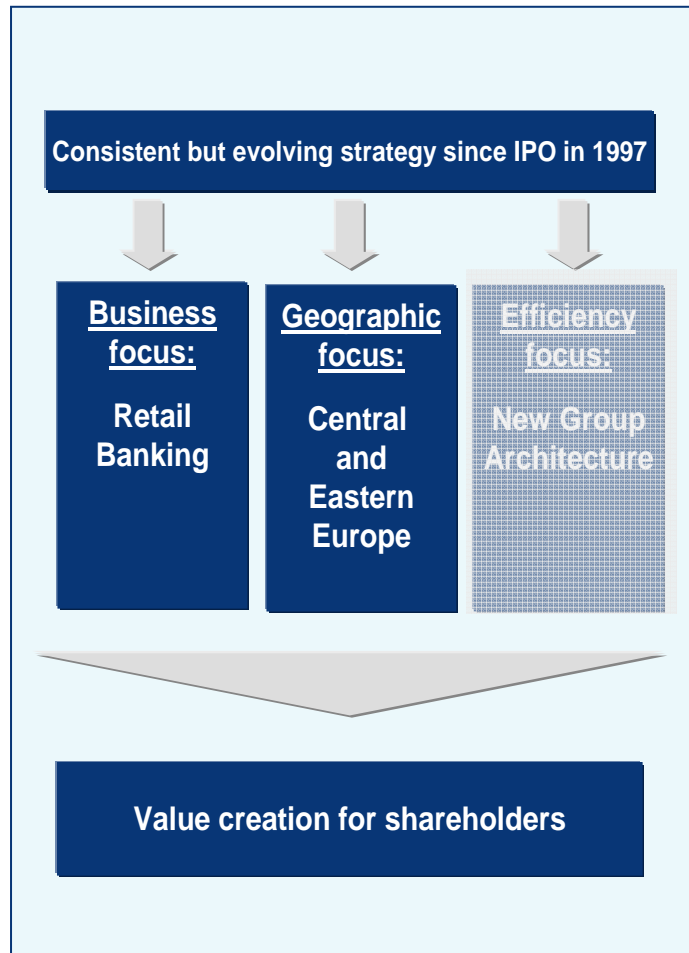 Consistent but evolving strategy since IPO in 1997
Business
focus:
Retail
Banking
Geographic
focus:
Central
and
Eastern
Europe
Efficiency
focus:
New Group
Architecture
Value creation for shareholders